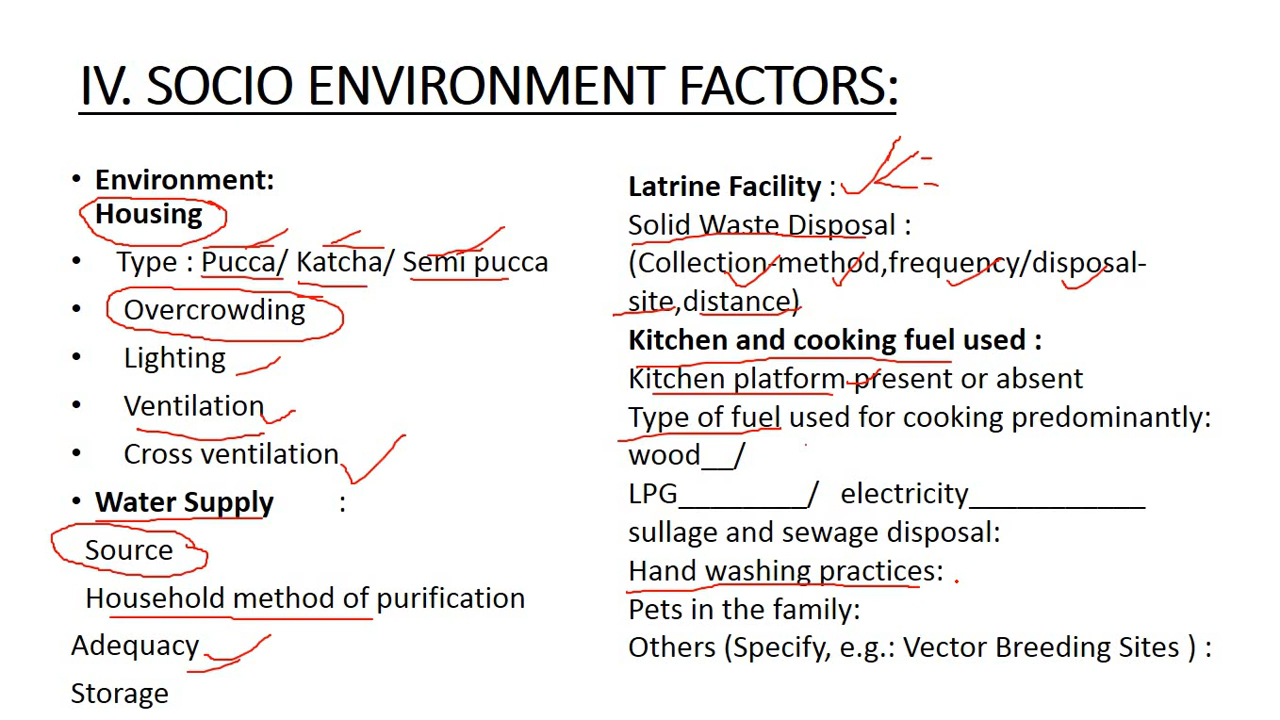 IV. SOCIO ENVIRONMENT FACTORS:
• Environment:
Housing
• Type : Pucca/ Katcha/ Semi pucca
• Overcrowding
• Lighting
• Ventilation
• Cross ventilation
• Water Supply :
Source
Household method of purification
Adequacy
Storage
Latrine Facility :
Solid Waste Disposal :
(Collection-method,frequency/disposal-
site,distance)
Kitchen and cooking fuel used :
Kitchen platform present or absent
Type of fuel used for cooking predominantly:
wood__/
LPG________/ electricity___________
sullage and sewage disposal:
Hand washing practices:
Pets in the family:
Others (Specify, e.g.: Vector Breeding Sites ) :